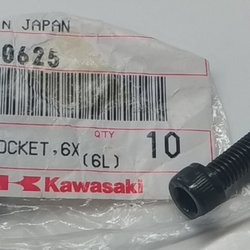 N JAPAN
0625
OCKET,6X
(6L)
QTY
10
Kawasaki